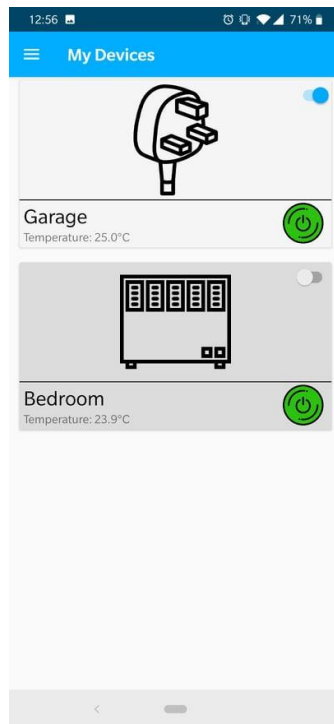 12:56
71%
My Devices
Garage
Temperature: 25.0°C
Bedroom
Temperature: 23.9°C